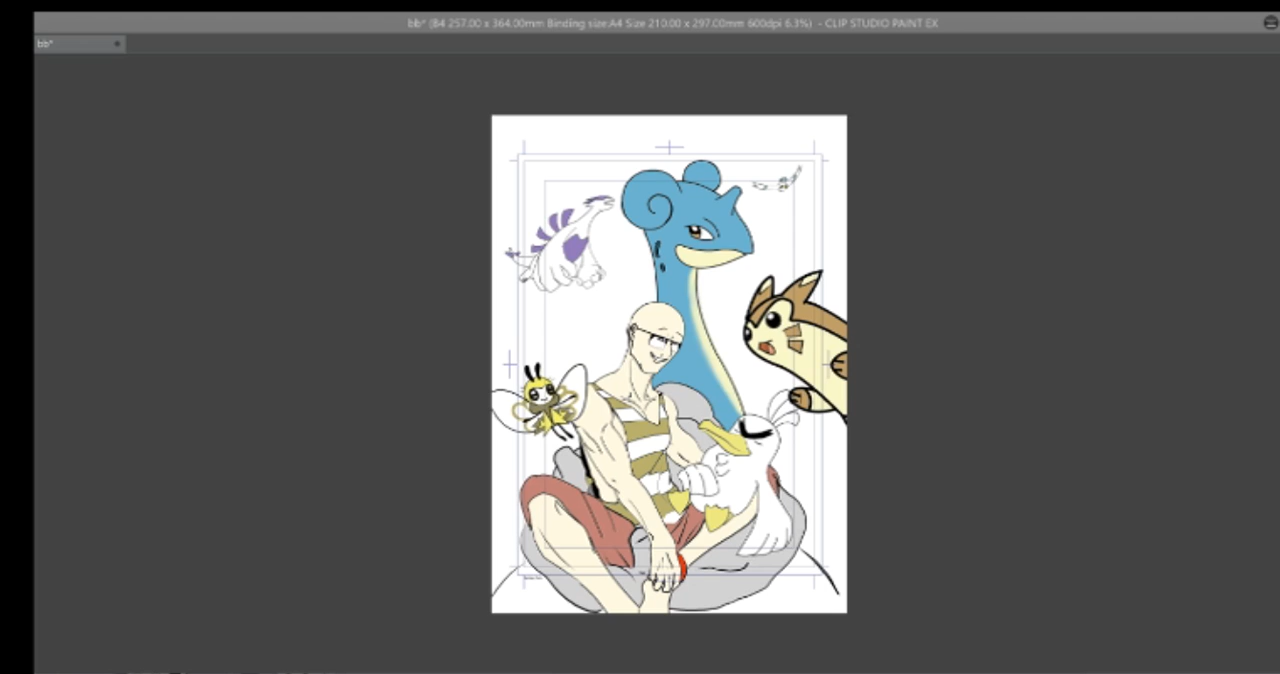 bb* (B4 257.00 x 364.00mm Binding size:A4 Size 210.00 x 297.00mm 600dpi 6.3%) - CLIP STUDIO PAINT EX
bb*